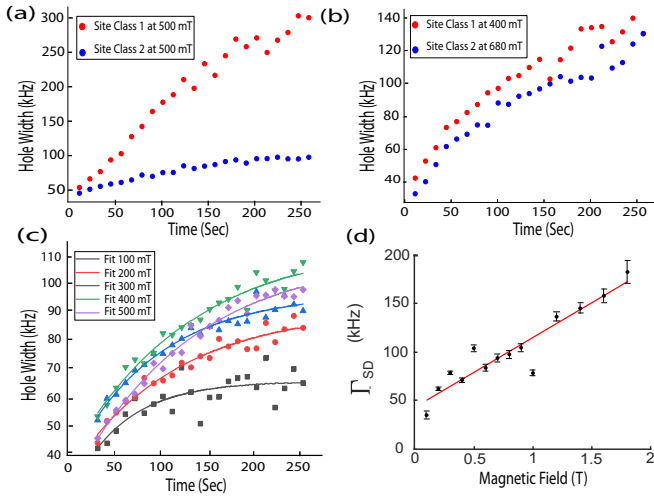 (a)
Site Class 1 at 500 mT
Site Class 2 at 500 mT
Hole Width (kHz)
300
250
200
150
100
50
0
50
100
150
200
250
Time (Sec)
(b)
Site Class 1 at 400 mT
Site Class 2 at 680 mT
Hole Width (kHz)
140
120
100
80
60
40
0
50
100
150
200
250
Time (Sec)
(c)
Fit 100 mT
Fit 200 mT
Fit 300 mT
Fit 400 mT
Fit 500 mT
Hole Width (kHz)
110
100
90
80
70
60
60
40
0
50
100
150
200
250
Time (Sec)
(d)
Γ SD (kHz)
200
150
100
50
0
0
0.5
1
1.5
2
Magnetic Field (T)